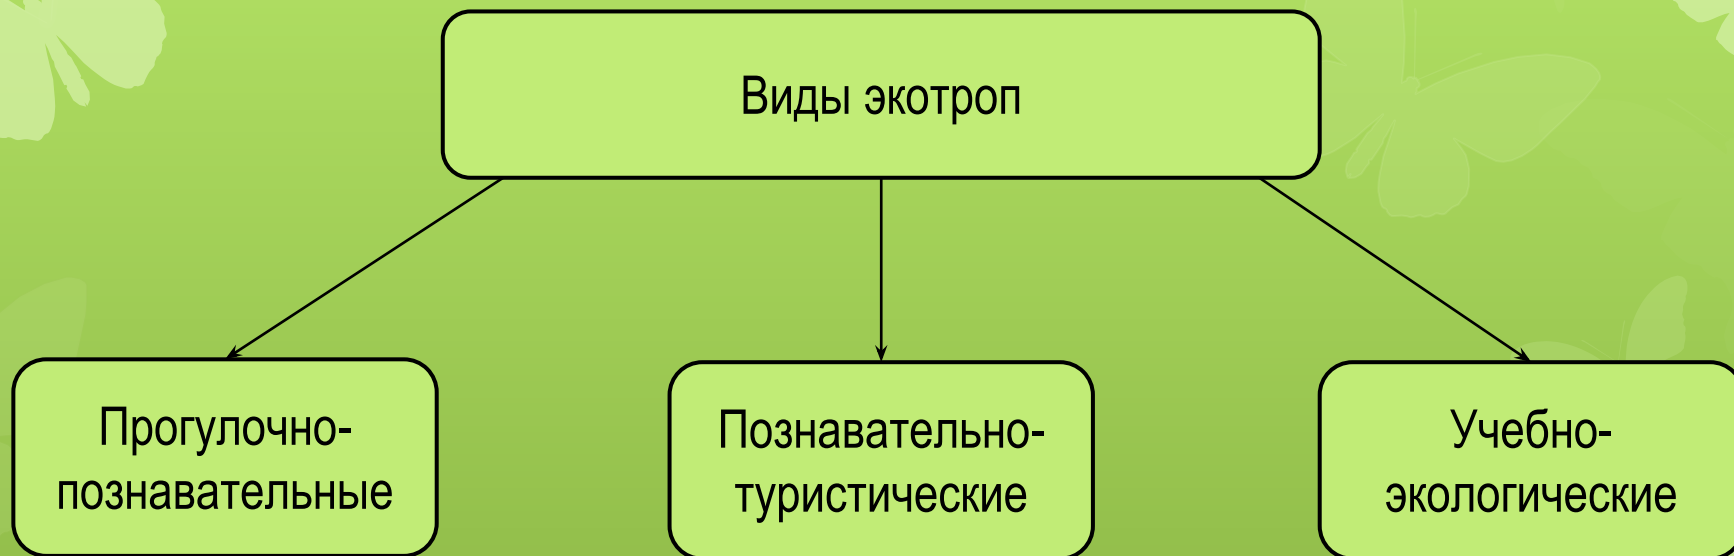 Виды экотроп
Прогулочно-
познавательные
Познавательно-
туристические
Учебно-
экологические